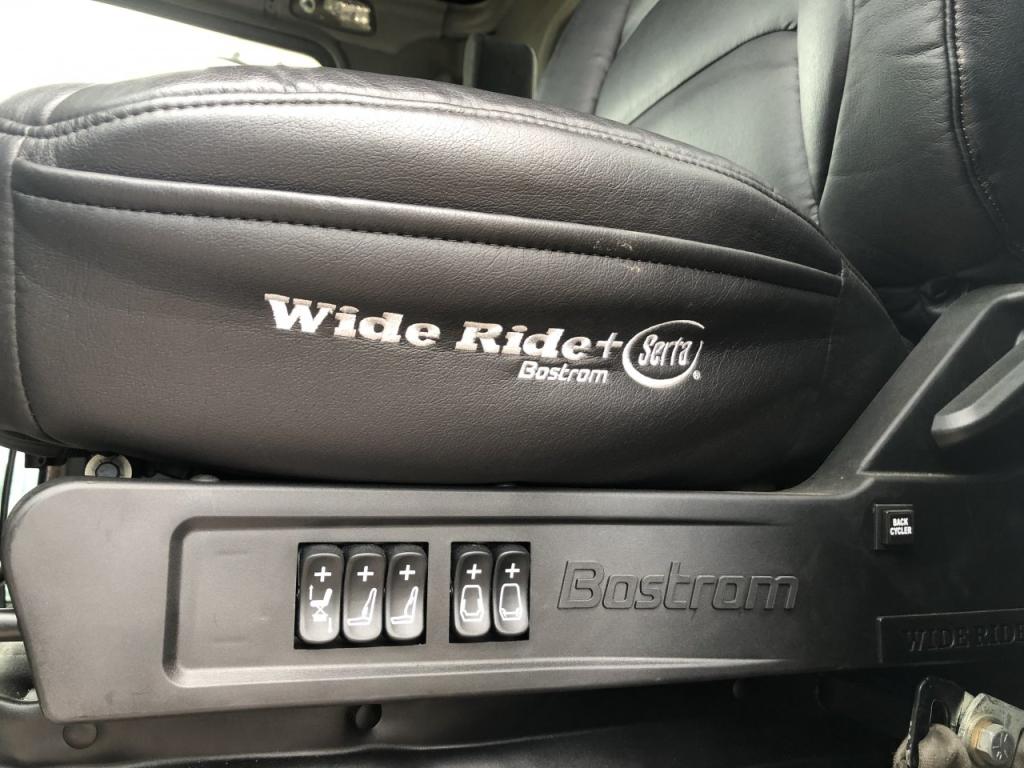 Wide Ride+ Serta®
Bostrom
BACK
CYCLER
+ + + + +
Bostrom
WIDE RIDE